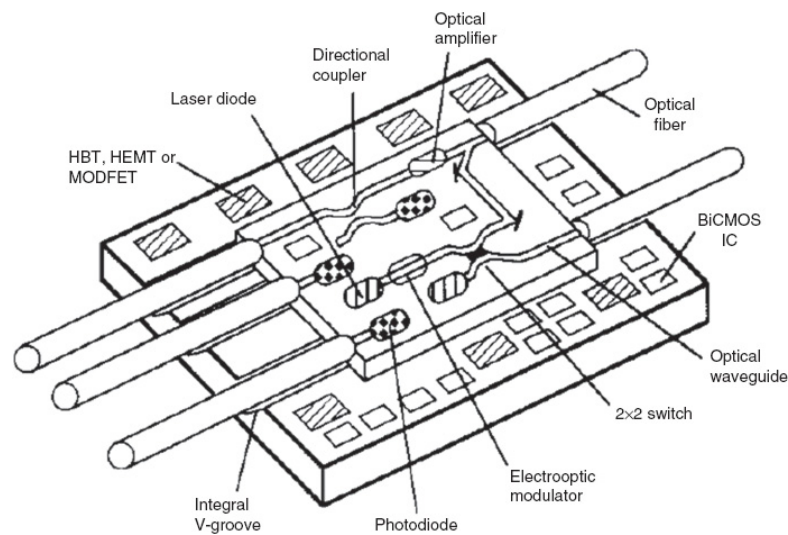 Optical
amplifier
Directional
coupler
Laser diode
Optical
fiber
HBT, HEMT or
MODFET
BiCMOS
IC
Optical
waveguide
2×2 switch
Electrooptic
modulator
Integral
V-groove
Photodiode